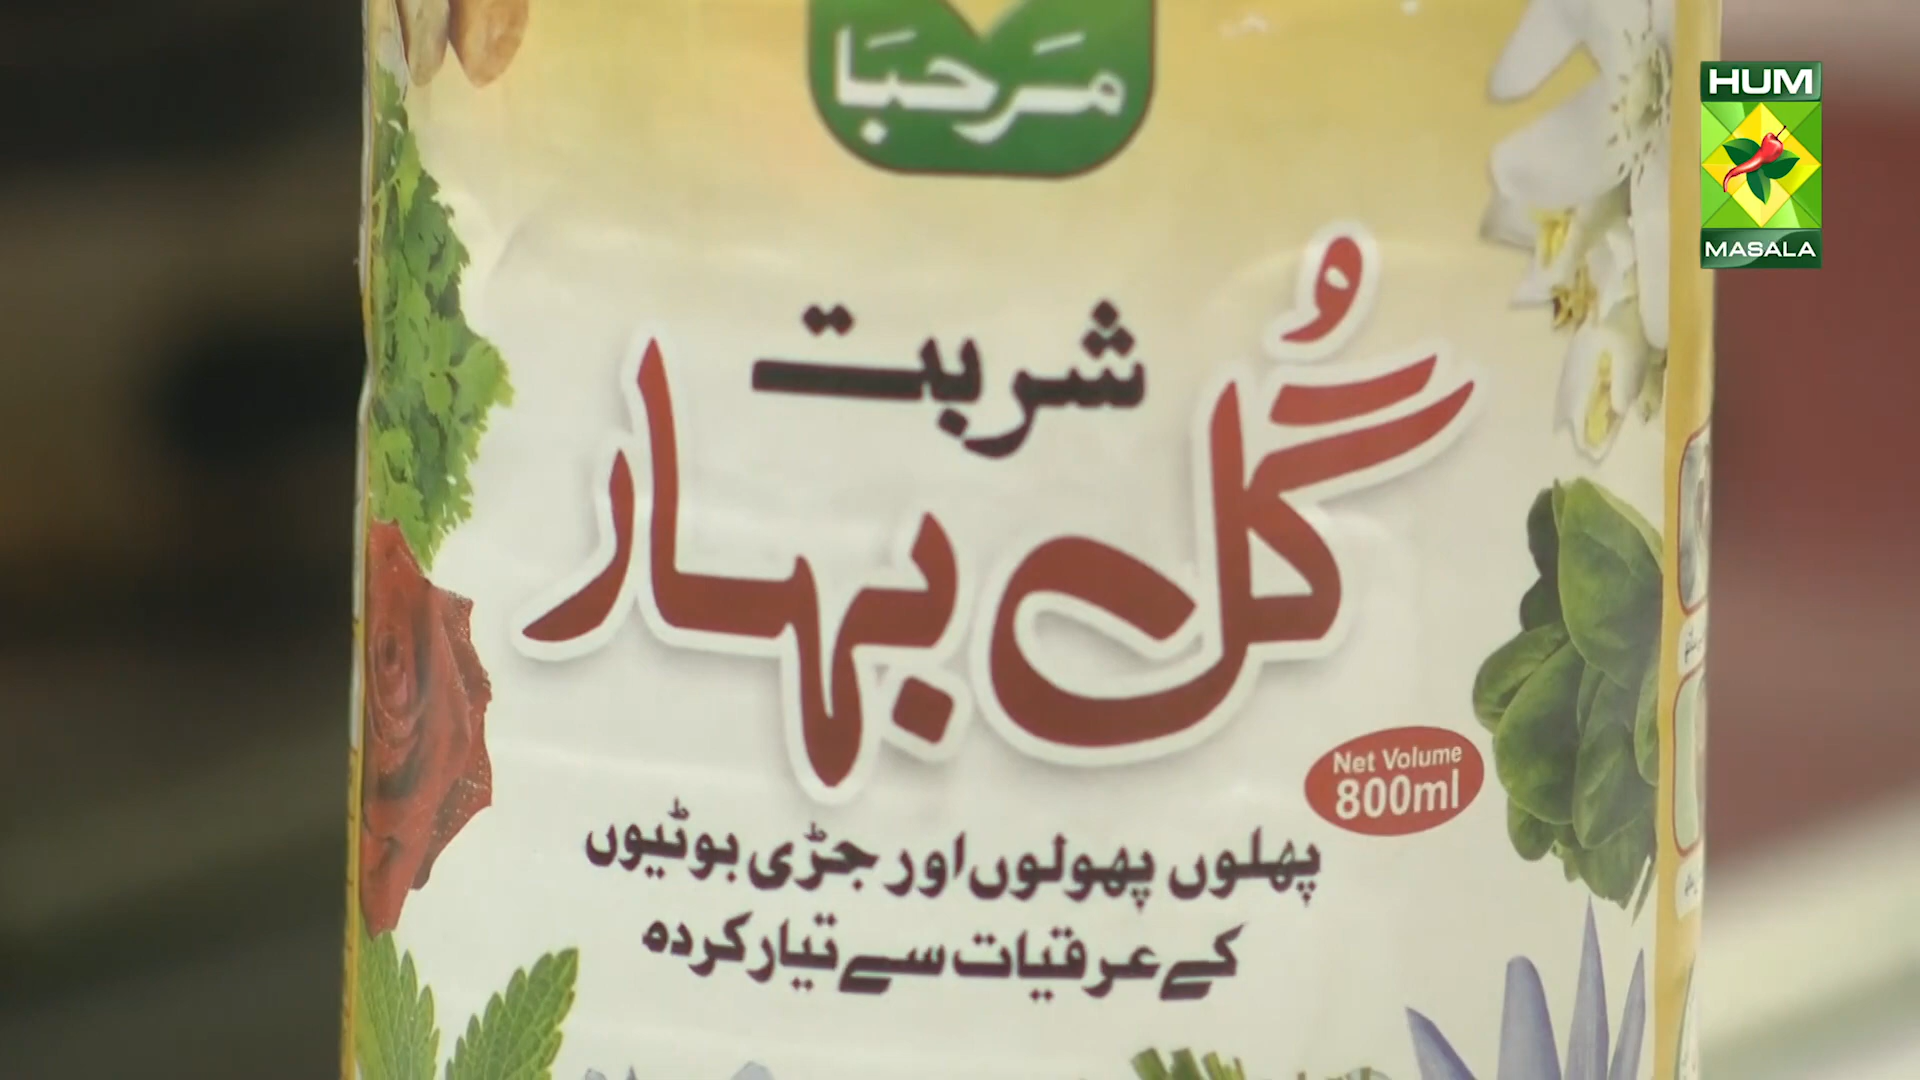 مرحبا
HUM
MASALA
شربت
گُل بہار
Net Volume
800ml
پھلوں پھولوں اور جڑی بوٹیوں
کے عرقیات سے تیار کردہ